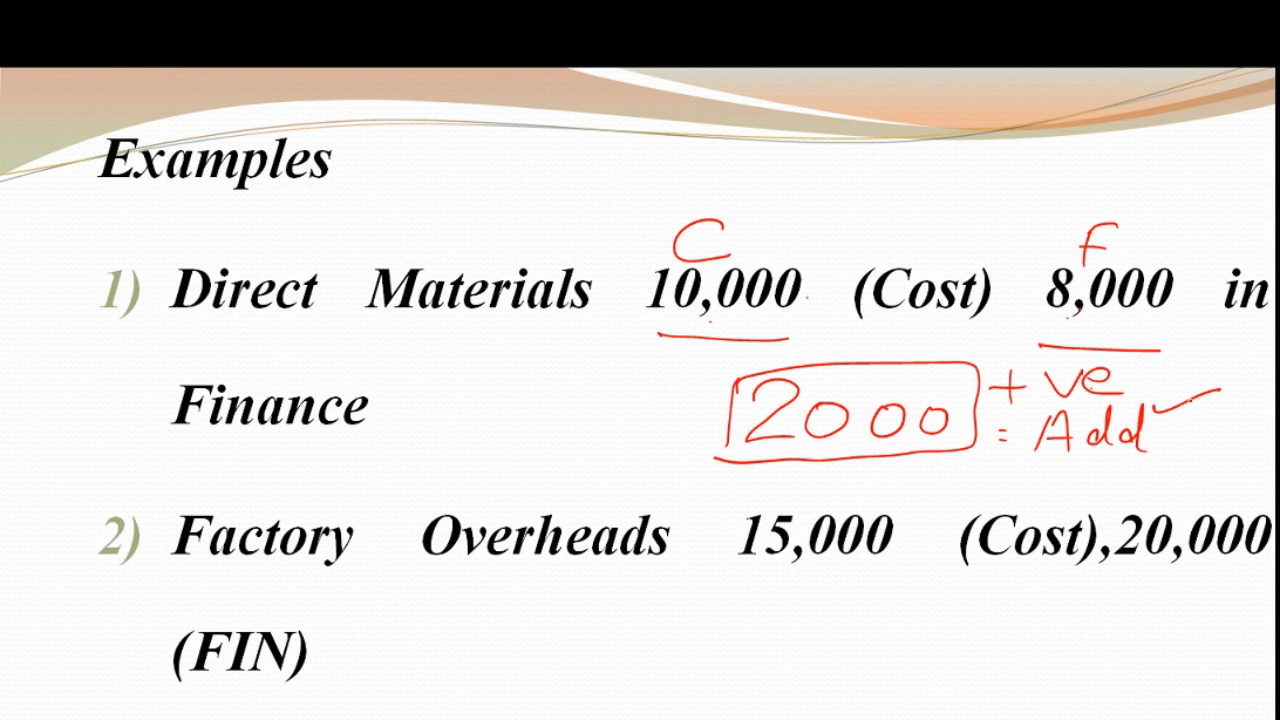 Examples
C F
1) Direct Materials 10,000 (Cost) 8,000 in
Finance
2000 + ve
= Add ✓
2) Factory Overheads 15,000 (Cost),20,000
(FIN)